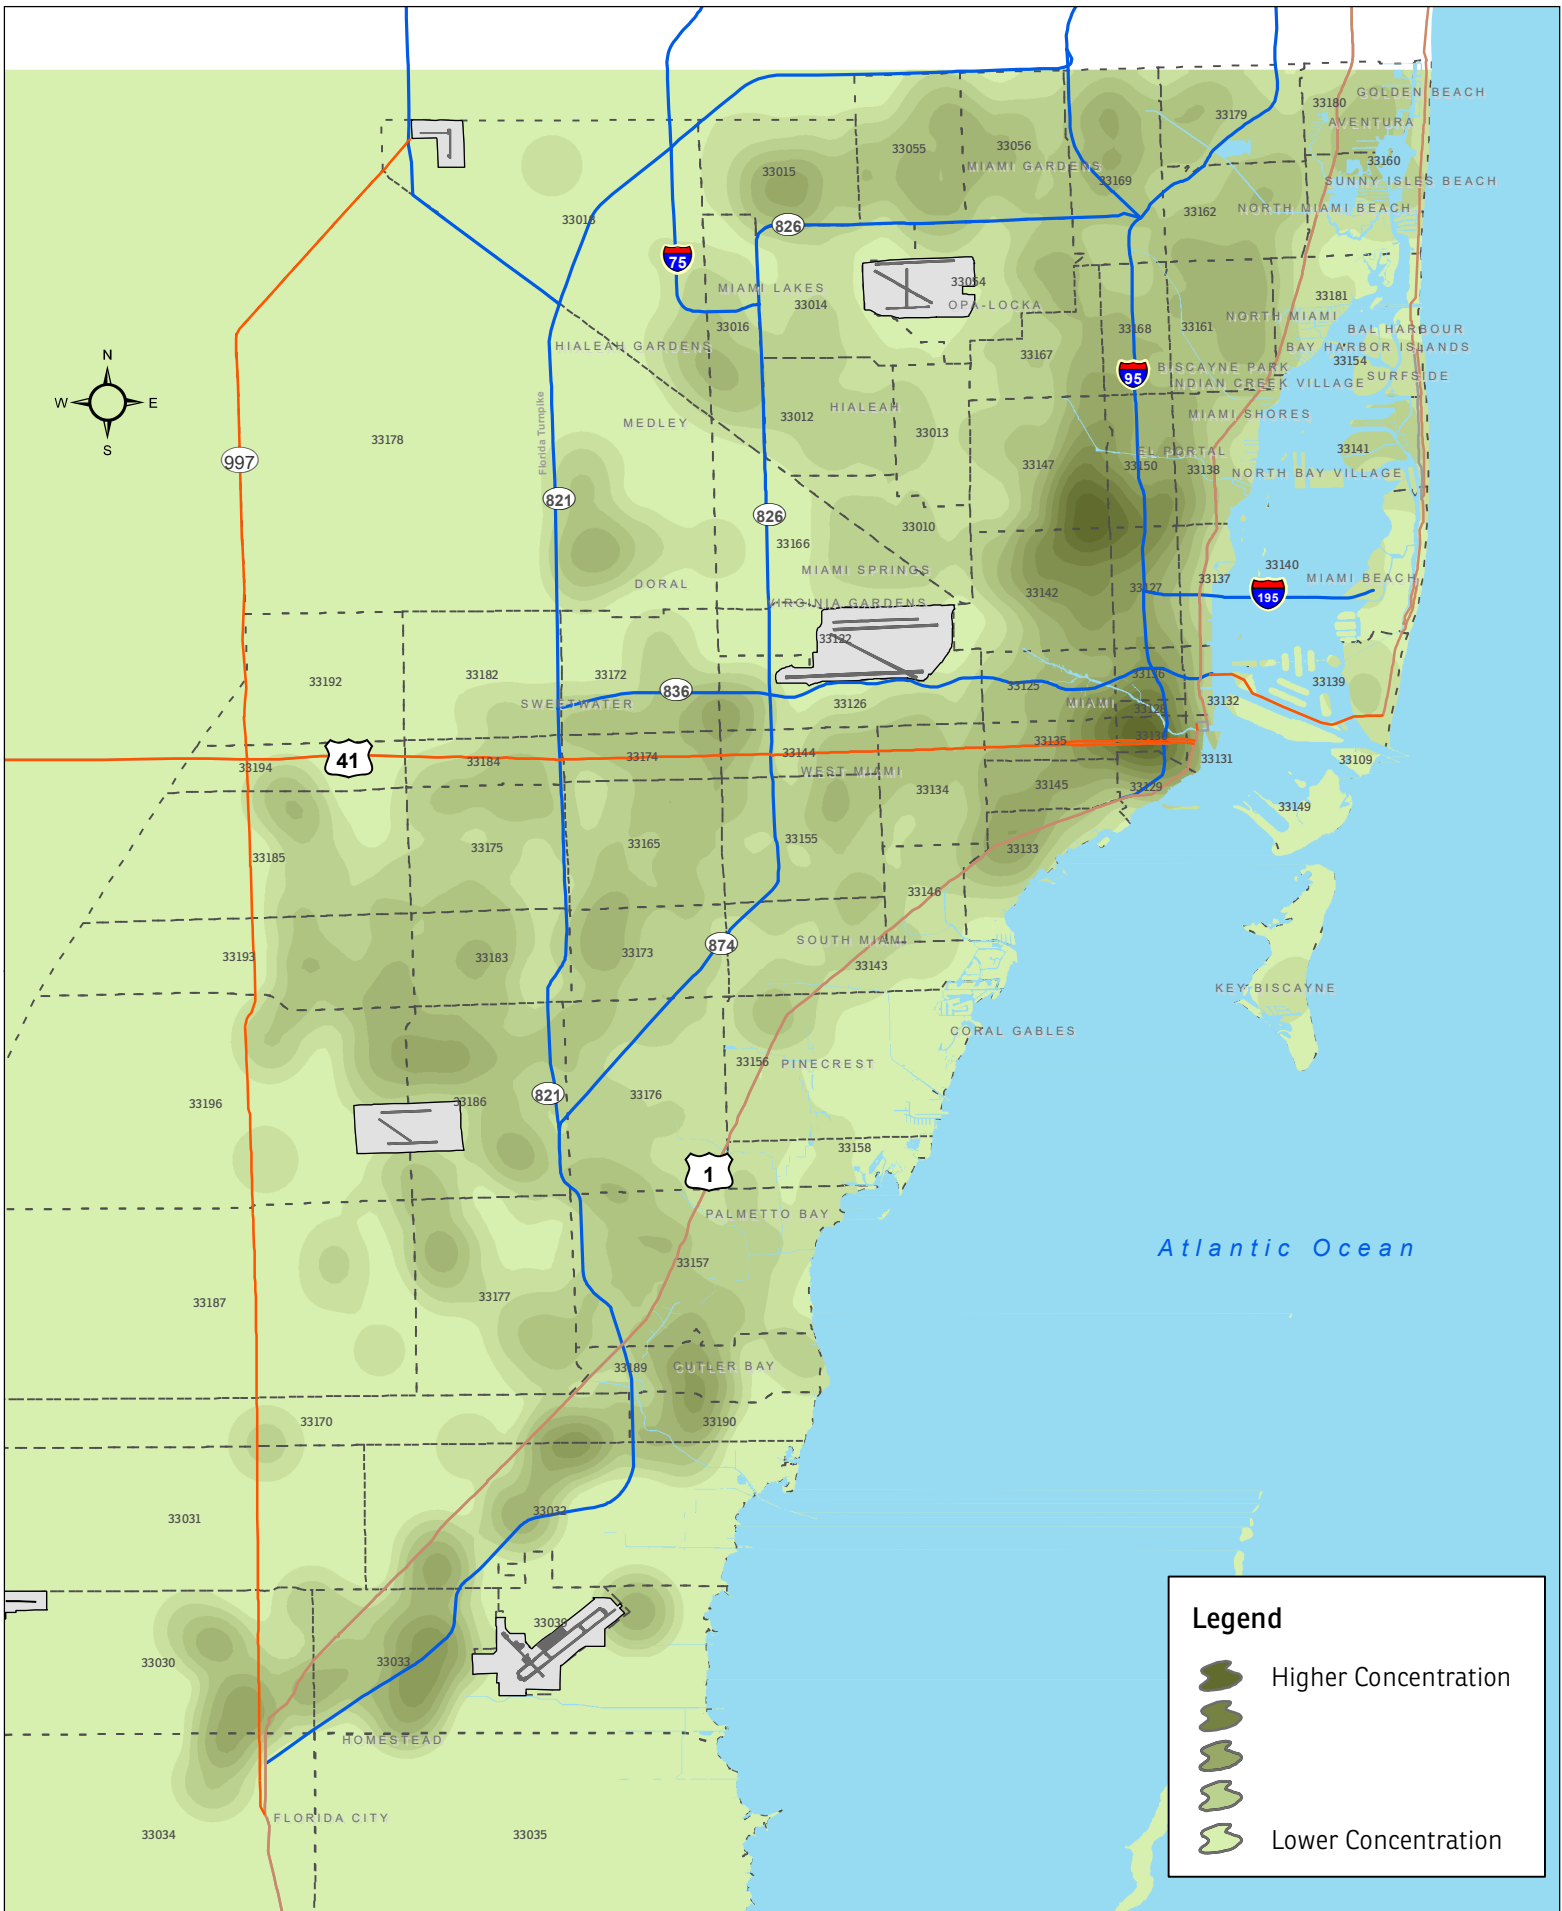 GOLDEN BEACH
33180
33179
AVENTURA
33056
33055
33160
MIAMI GARDENS
33015
33169
SUNNY ISLES BEACH
NORTH MIAMI BEACH
33162
33018
826
75
33054
MIAMI LAKES
33014
OPA-LOCKA
33181
NORTH MIAMI
33016
33168
33161
BAL HARBOUR
HIALEAH GARDENS
BAY HARBOR ISLANDS
33167
33154
N
W
E
S
BISCAYNE PARK
95
INDIAN CREEK VILLAGE
SURFSIDE
HIALEAH
33012
MIAMI SHORES
MEDLEY
33013
Florida Turnpike
33178
EL PORTAL
33141
997
33147
33150
33138
NORTH BAY VILLAGE
821
826
33010
33166
MIAMI SPRINGS
33140
DORAL
33137
MIAMI BEACH
33142
33127
195
VIRGINIA GARDENS
33122
33192
33182
33172
836
33125
33136
33139
SWEETWATER
33126
MIAMI
33128
33132
33135
33130
41
33194
33184
33174
33144
WEST MIAMI
33131
33109
33134
33145
33129
33149
33185
33175
33165
33155
33133
33146
33193
33183
33173
874
SOUTH MIAMI
33143
KEY BISCAYNE
CORAL GABLES
33156
PINECREST
33196
33186
821
33176
33158
1
PALMETTO BAY
Atlantic Ocean
33157
33187
33177
33189
CUTLER BAY
33170
33190
33031
33032
33039
33030
33033
HOMESTEAD
FLORIDA CITY
33034
33035
Legend
Higher Concentration
Lower Concentration